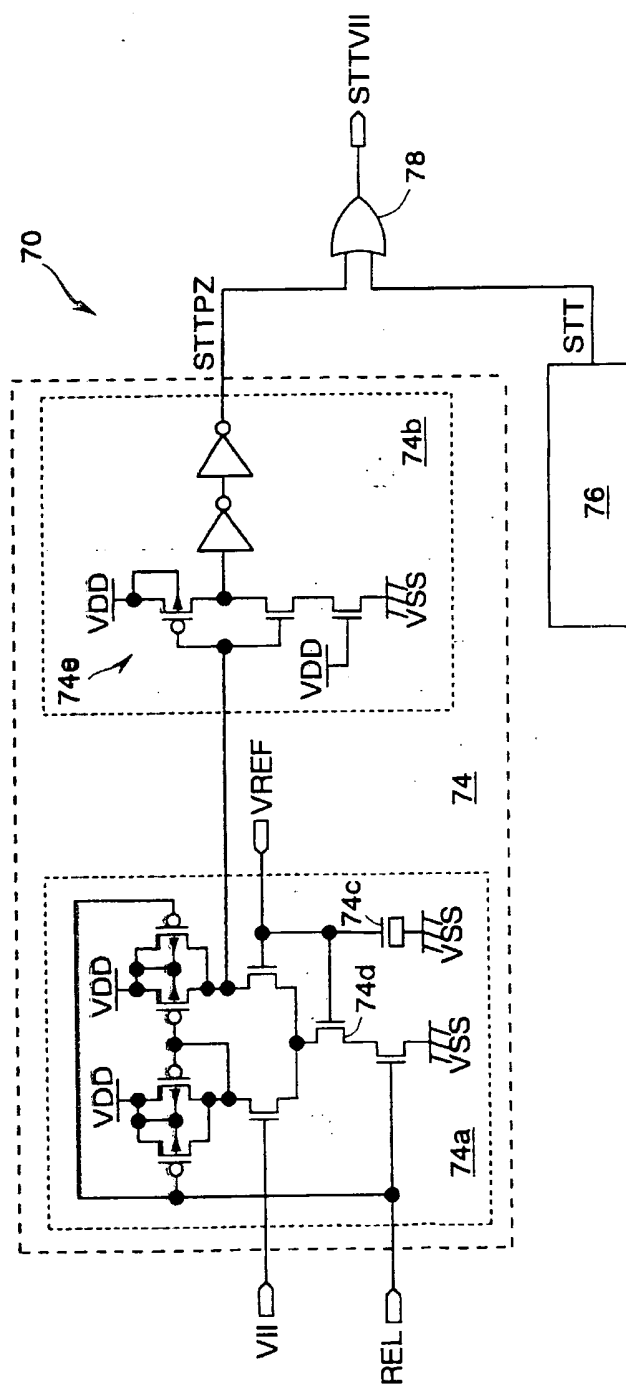 70
STTVII
78
STTPZ
STT
76
VDD
74e
VDD
VSS
74b
74
VREF
VDD
VDD
74c
74d
VSS
VSS
74a
VII
REL